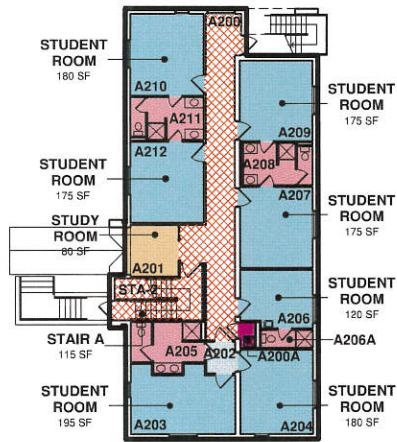 A200
STUDENT
ROOM
180 SF
A210
A211
STUDENT
ROOM
175 SF
A209
A212
A208
STUDENT
ROOM
175 SF
A207
STUDENT
ROOM
175 SF
STUDY
ROOM
80 SF
A201
STA-2
STUDENT
ROOM
120 SF
A206
A206A
STAIR A
115 SF
A205
A202
A200A
STUDENT
ROOM
195 SF
A203
STUDENT
ROOM
180 SF
A204